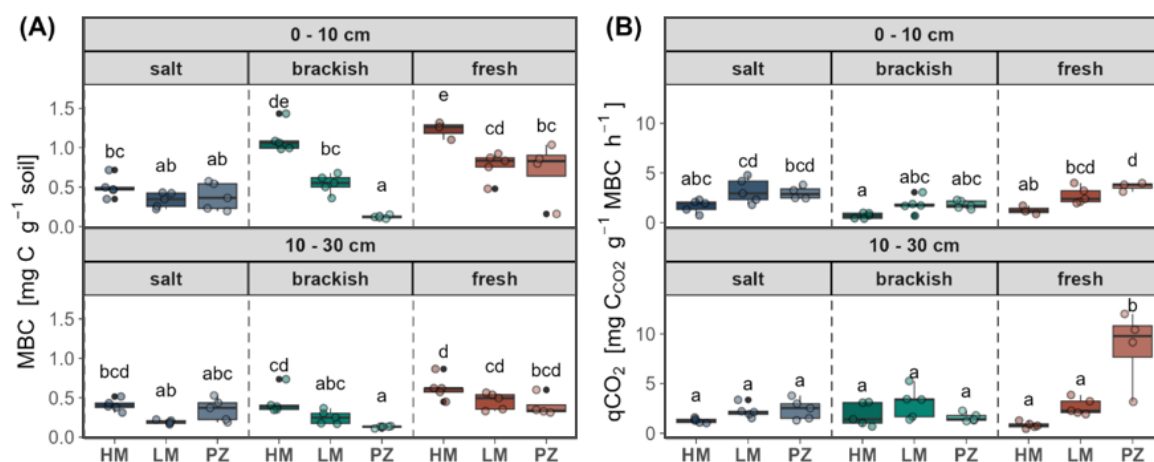 (A)
0 - 10 cm
salt brackish fresh
MBC [mg C g⁻¹ soil]
1.5
1.0
0.5
0.0
bc ab ab de bc a e cd bc
10 - 30 cm
salt brackish fresh
1.5
1.0
0.5
0.0
bcd ab abc cd abc a d cd bcd
HM LM PZ HM LM PZ HM LM PZ
(B)
0 - 10 cm
salt brackish fresh
qCO₂ [mg C_CO2 g⁻¹ MBC h⁻¹]
10
5
0
abc cd bcd a abc abc ab bcd d
10 - 30 cm
salt brackish fresh
10
5
0
a a a a a a a a b
HM LM PZ HM LM PZ HM LM PZ